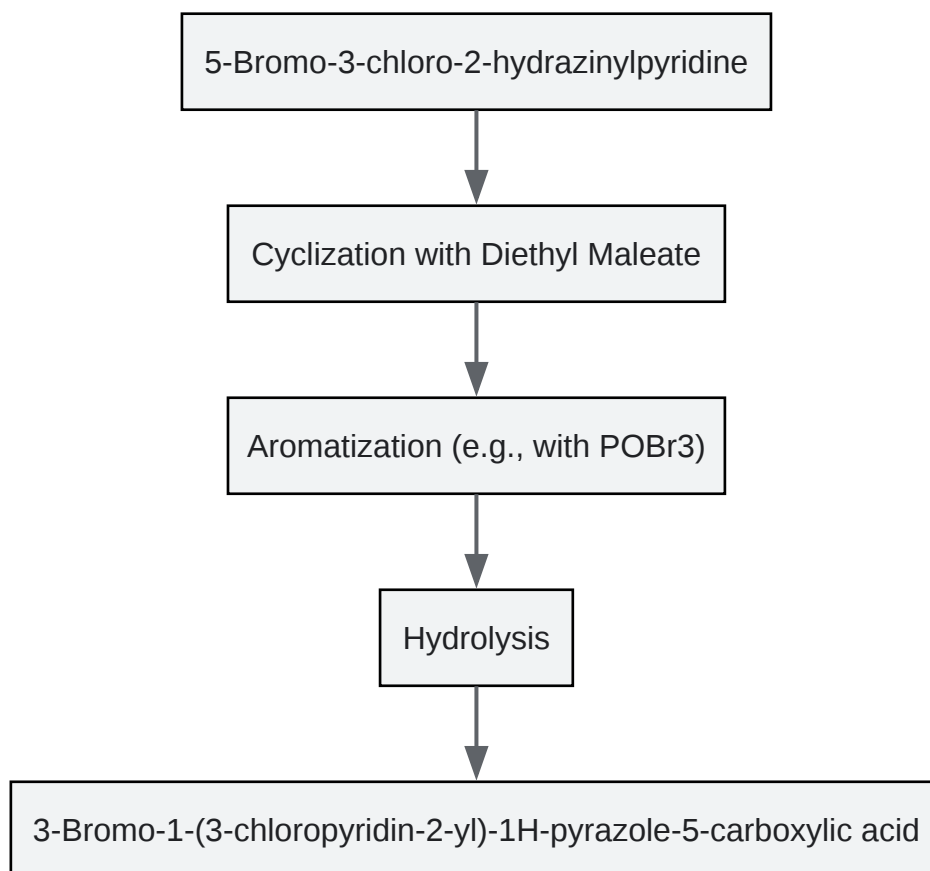 5-Bromo-3-chloro-2-hydrazinylpyridine
Cyclization with Diethyl Maleate
Aromatization (e.g., with POBr3)
Hydrolysis
3-Bromo-1-(3-chloropyridin-2-yl)-1H-pyrazole-5-carboxylic acid